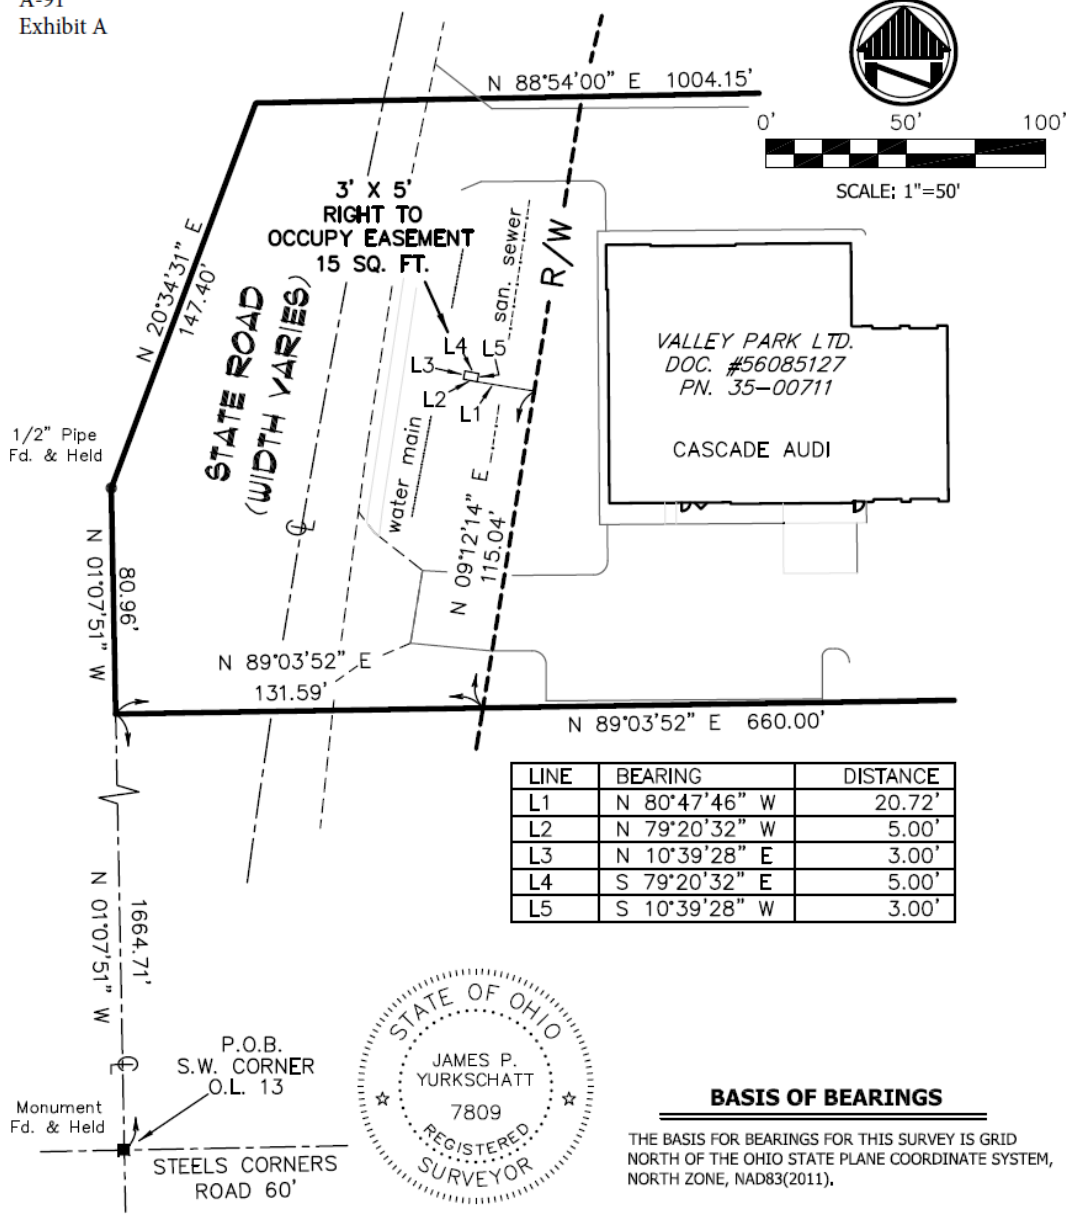 A-91
Exhibit A
N 88°54'00" E 1004.15'
0' 50' 100'
SCALE: 1"=50'
3' X 5'
RIGHT TO
OCCUPY EASEMENT
15 SQ. FT.
N 20°34'31" E
147.40'
STATE ROAD
(WIDTH VARIES)
san. sewer
R/W
L4 L5
L3
L2
L1
VALLEY PARK LTD.
DOC. #56085127
PN. 35-00711
CASCADE AUDI
1/2" Pipe
Fd. & Held
water main
N 09°12'14" E
115.04'
N 01°07'51" W
80.96'
N 89°03'52" E
131.59'
N 89°03'52" E 660.00'
LINE BEARING DISTANCE
L1 N 80°47'46" W 20.72'
L2 N 79°20'32" W 5.00'
L3 N 10°39'28" E 3.00'
L4 S 79°20'32" E 5.00'
L5 S 10°39'28" W 3.00'
N 01°07'51" W
1664.71'
P.O.B.
S.W. CORNER
O.L. 13
Monument
Fd. & Held
STEELS CORNERS
ROAD 60'
STATE OF OHIO
JAMES P.
YURKSCHATT
7809
REGISTERED
SURVEYOR
BASIS OF BEARINGS
THE BASIS FOR BEARINGS FOR THIS SURVEY IS GRID
NORTH OF THE OHIO STATE PLANE COORDINATE SYSTEM,
NORTH ZONE, NAD83(2011).